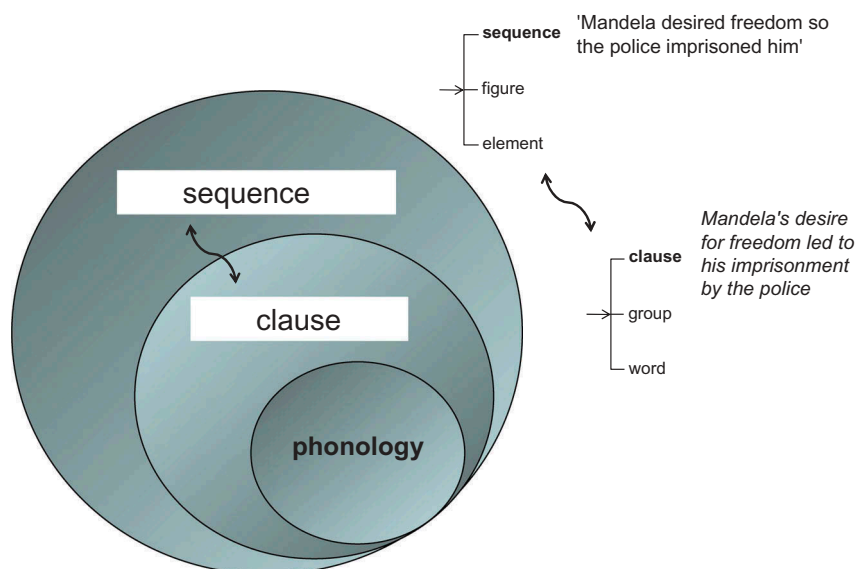 sequence 'Mandela desired freedom so
the police imprisoned him'
figure
element
sequence
Mandela's desire
for freedom led to
clause his imprisonment
by the police
clause
group
word
phonology